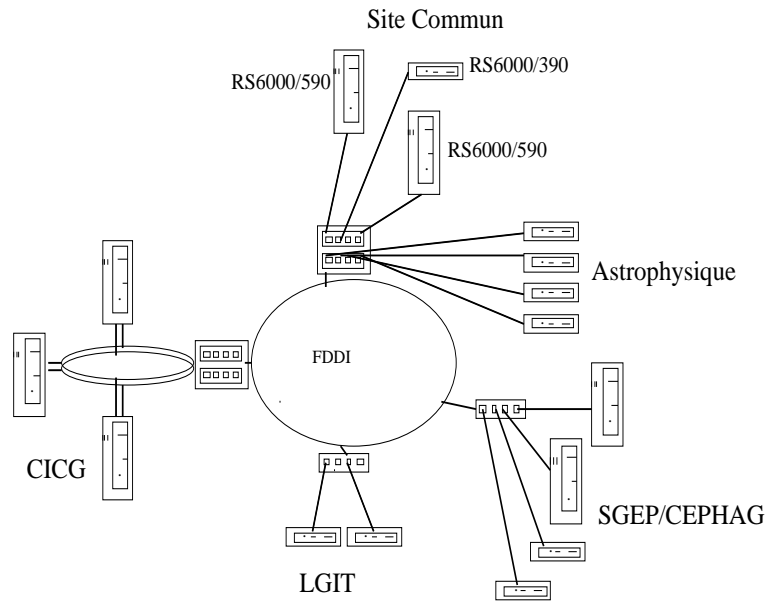 Site Commun
RS6000/590
RS6000/390
RS6000/590
Astrophysique
FDDI
CICG
SGEP/CEPHAG
LGIT